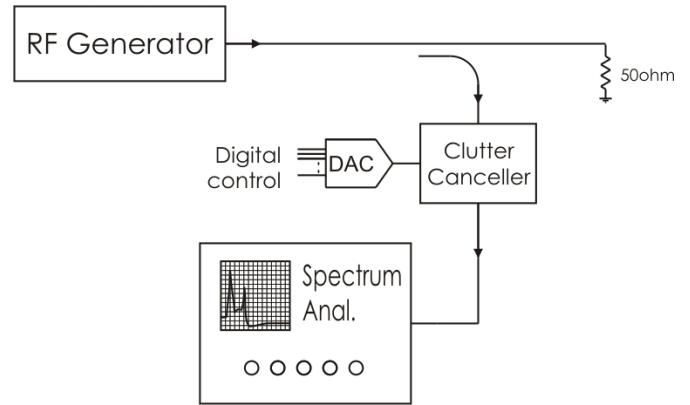 RF Generator
50ohm
Digital
control
DAC
Clutter
Canceller
Spectrum
Anal.